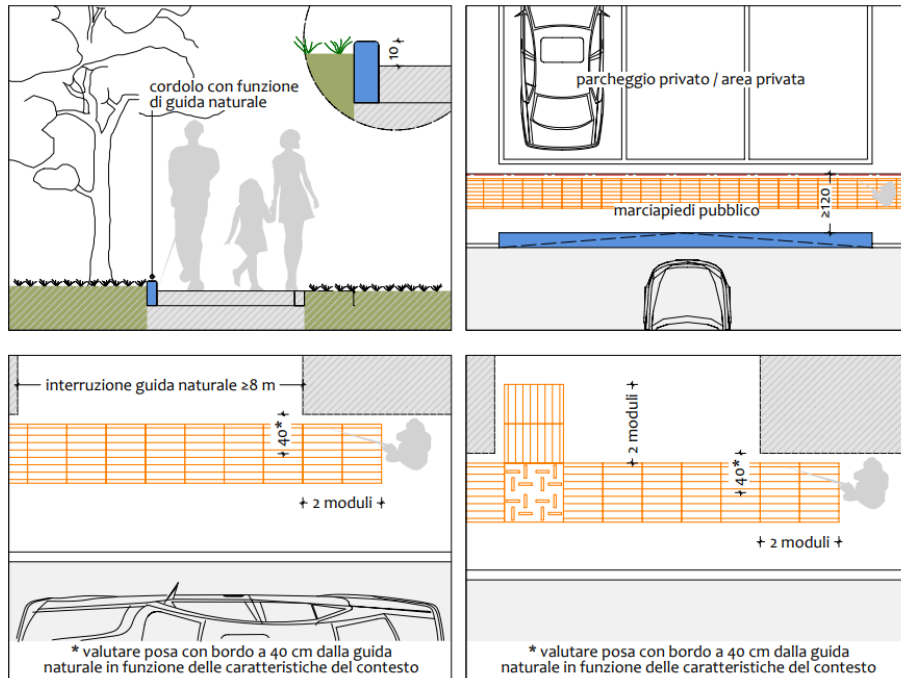 10
cordolo con funzione
di guida naturale
parcheggio privato / area privata
marciapiedi pubblico
≥120
interruzione guida naturale ≥8 m
40*
2 moduli
* valutare posa con bordo a 40 cm dalla guida
naturale in funzione delle caratteristiche del contesto
2 moduli
40*
2 moduli
* valutare posa con bordo a 40 cm dalla guida
naturale in funzione delle caratteristiche del contesto